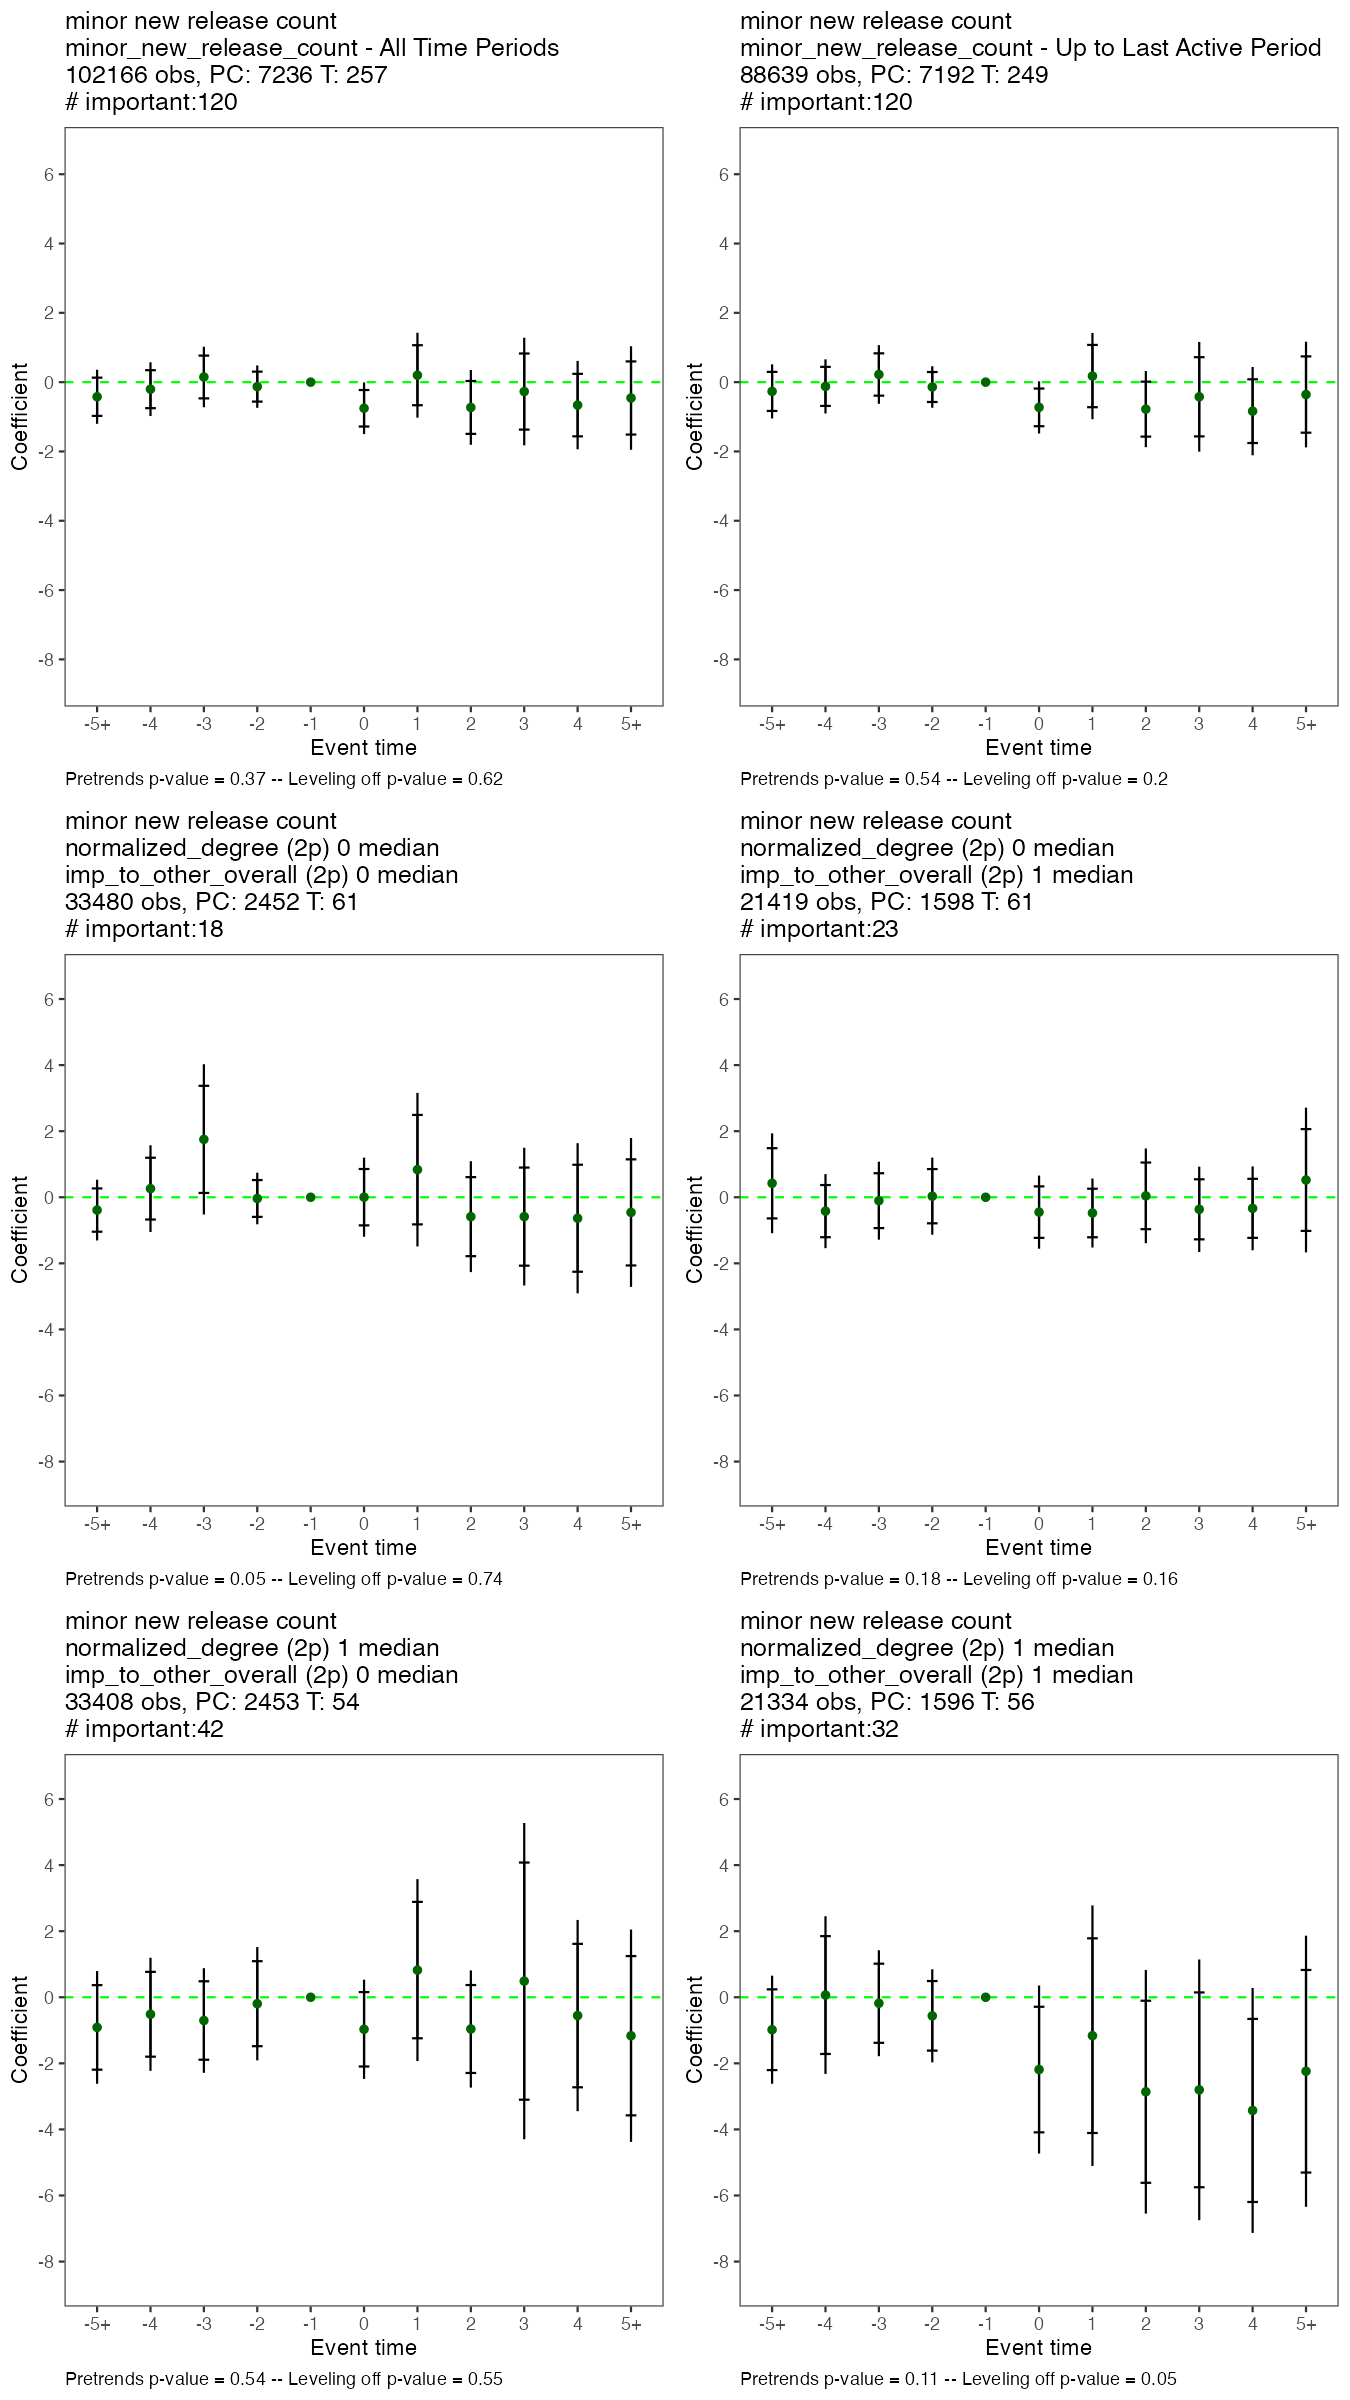 minor new release count
minor_new_release_count - All Time Periods
102166 obs, PC: 7236 T: 257
# important:120
Coefficient
6
4
2
0
-2
-4
-6
-8
-5+ -4 -3 -2 -1 0 1 2 3 4 5+
Event time
Pretrends p-value = 0.37 -- Leveling off p-value = 0.62
minor new release count
minor_new_release_count - Up to Last Active Period
88639 obs, PC: 7192 T: 249
# important:120
Coefficient
6
4
2
0
-2
-4
-6
-8
-5+ -4 -3 -2 -1 0 1 2 3 4 5+
Event time
Pretrends p-value = 0.54 -- Leveling off p-value = 0.2
minor new release count
normalized_degree (2p) 0 median
imp_to_other_overall (2p) 0 median
33480 obs, PC: 2452 T: 61
# important:18
Coefficient
6
4
2
0
-2
-4
-6
-8
-5+ -4 -3 -2 -1 0 1 2 3 4 5+
Event time
Pretrends p-value = 0.05 -- Leveling off p-value = 0.74
minor new release count
normalized_degree (2p) 0 median
imp_to_other_overall (2p) 1 median
21419 obs, PC: 1598 T: 61
# important:23
Coefficient
6
4
2
0
-2
-4
-6
-8
-5+ -4 -3 -2 -1 0 1 2 3 4 5+
Event time
Pretrends p-value = 0.18 -- Leveling off p-value = 0.16
minor new release count
normalized_degree (2p) 1 median
imp_to_other_overall (2p) 0 median
33408 obs, PC: 2453 T: 54
# important:42
Coefficient
6
4
2
0
-2
-4
-6
-8
-5+ -4 -3 -2 -1 0 1 2 3 4 5+
Event time
Pretrends p-value = 0.54 -- Leveling off p-value = 0.55
minor new release count
normalized_degree (2p) 1 median
imp_to_other_overall (2p) 1 median
21334 obs, PC: 1596 T: 56
# important:32
Coefficient
6
4
2
0
-2
-4
-6
-8
-5+ -4 -3 -2 -1 0 1 2 3 4 5+
Event time
Pretrends p-value = 0.11 -- Leveling off p-value = 0.05